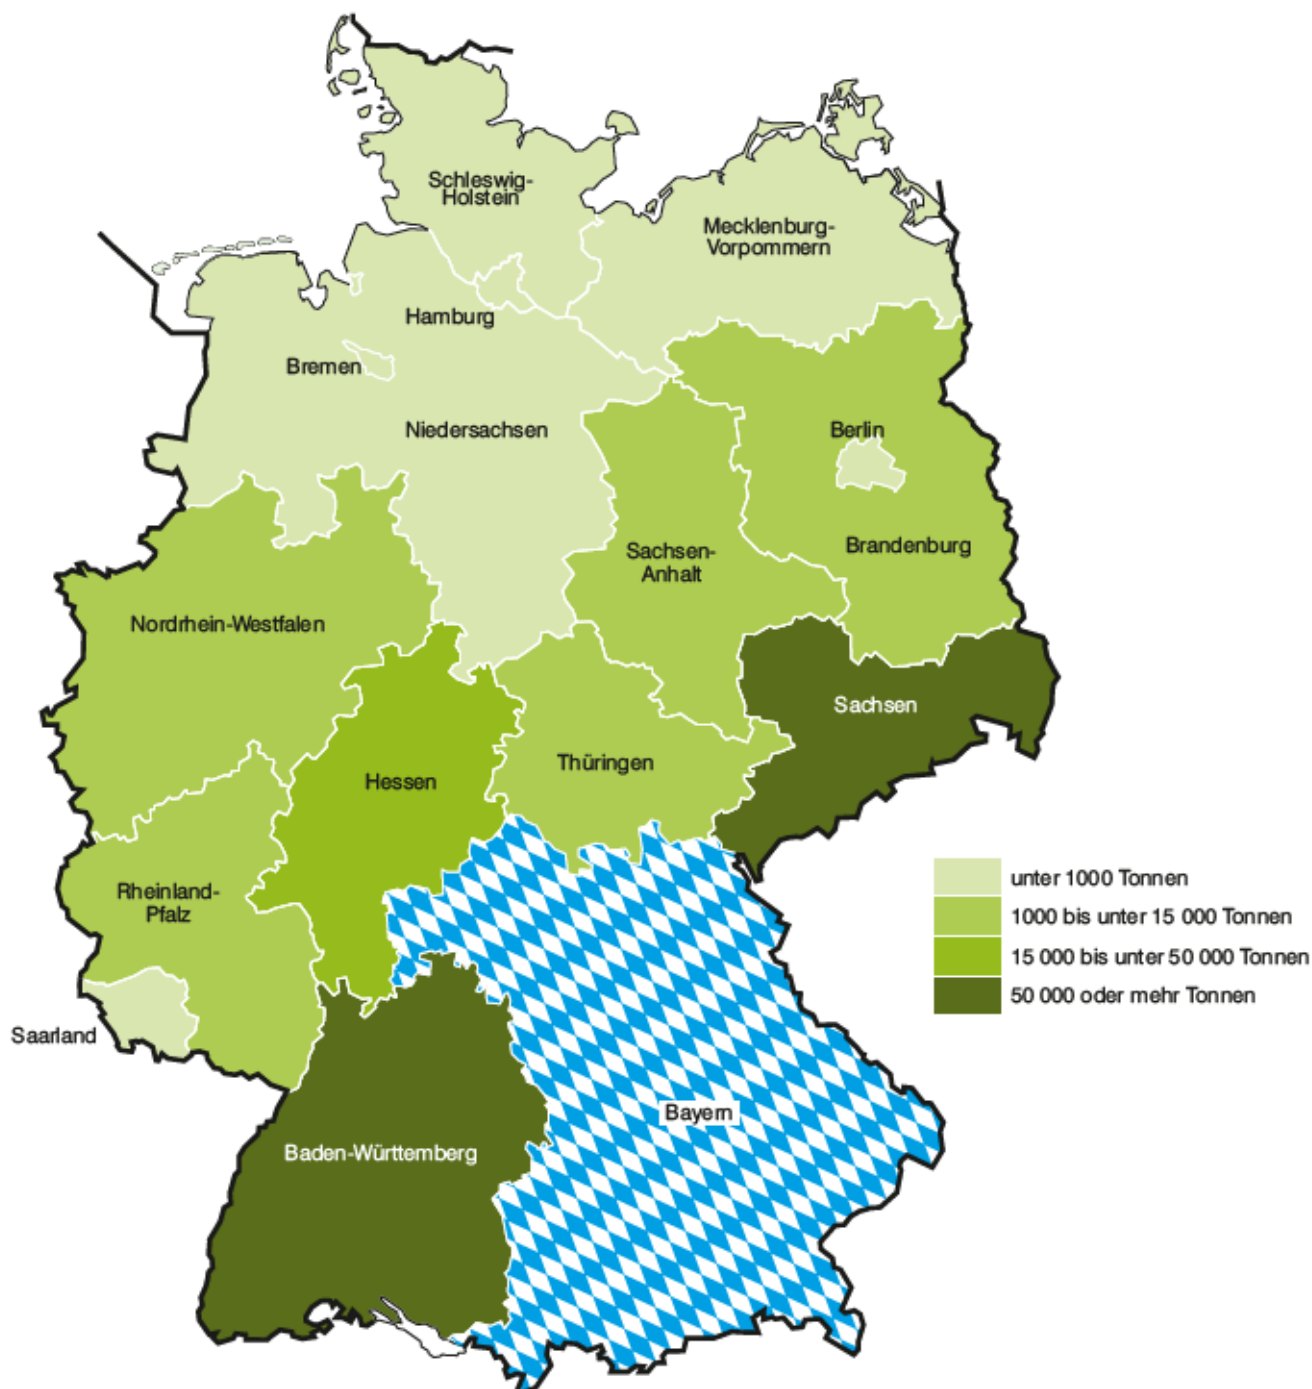 Schleswig-
Holstein
Mecklenburg-
Vorpommern
Hamburg
Bremen
Niedersachsen
Berlin
Brandenburg
Sachsen-
Anhalt
Nordrhein-Westfalen
Sachsen
Thüringen
Hessen
Rheinland-
Pfalz
Saarland
Baden-Württemberg
Bayern
unter 1000 Tonnen
1000 bis unter 15 000 Tonnen
15 000 bis unter 50 000 Tonnen
50 000 oder mehr Tonnen